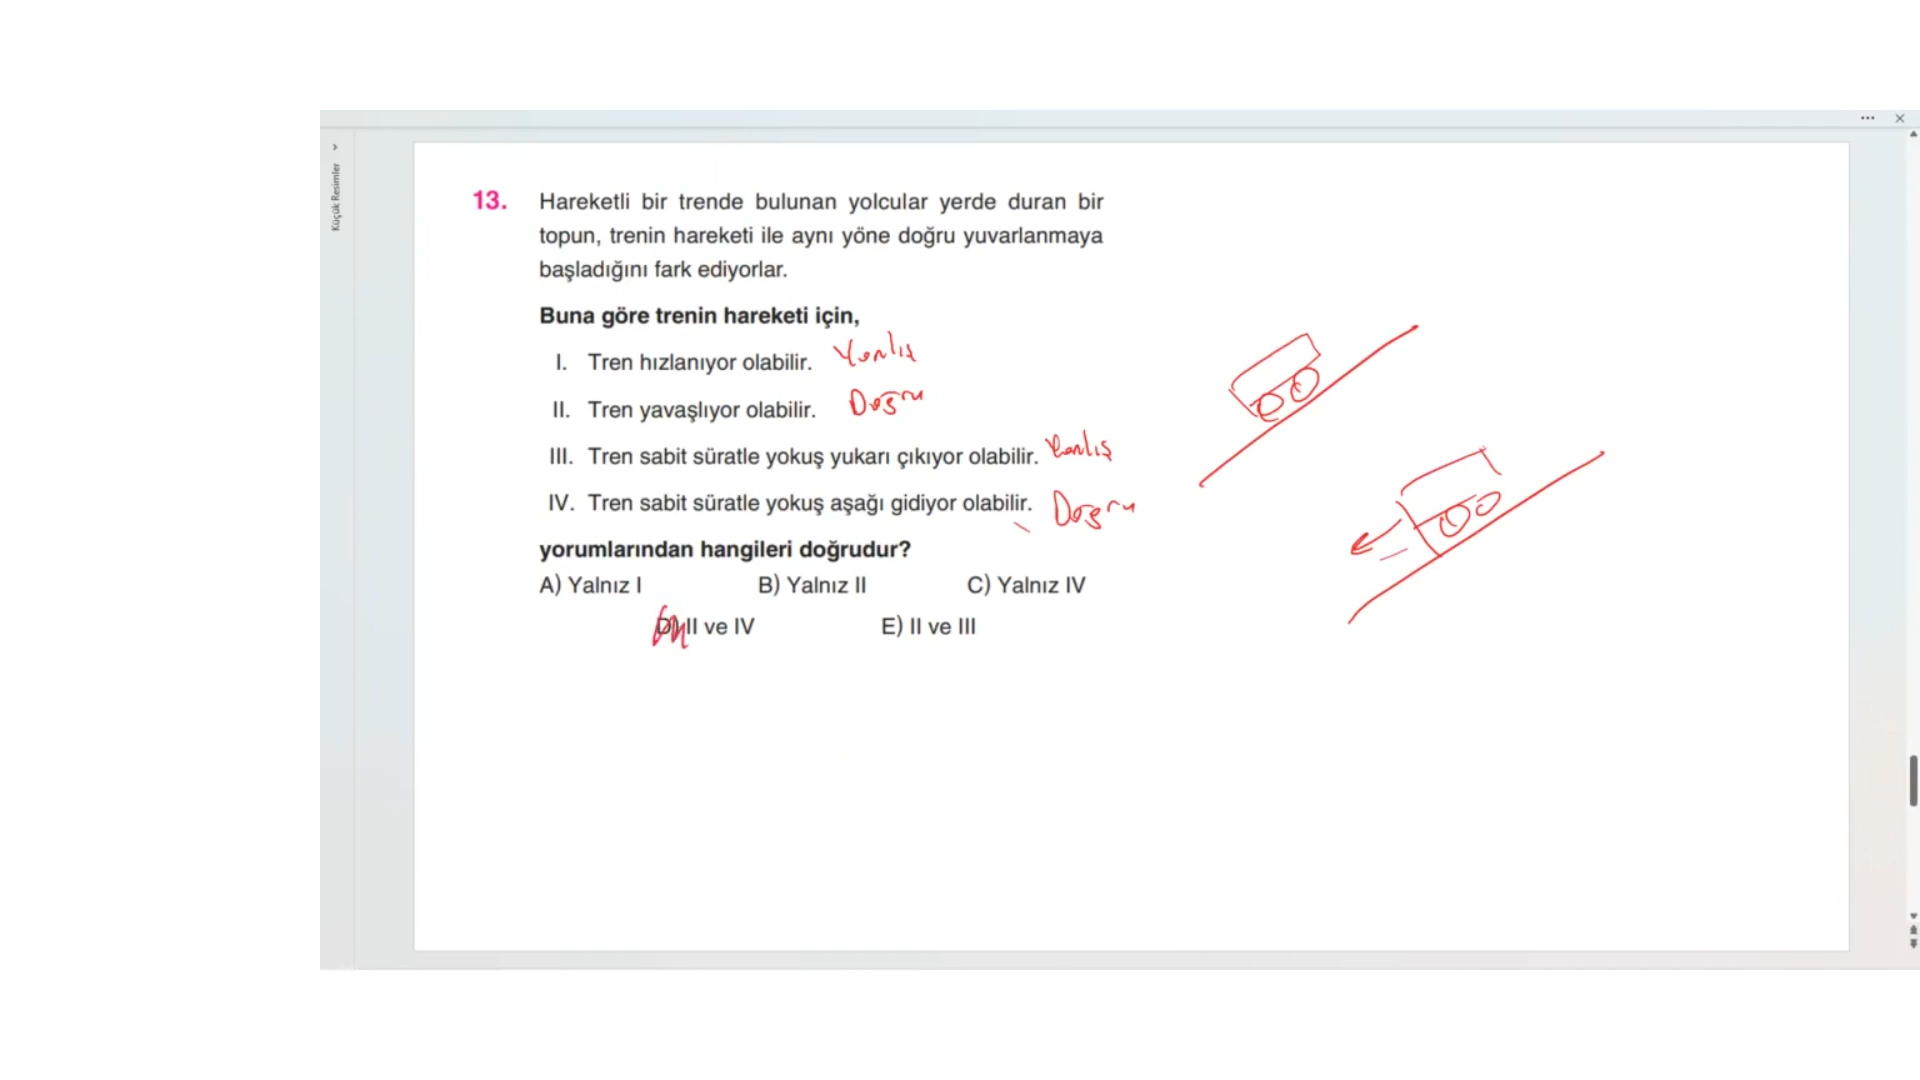 Küçük Resimler
13. Hareketli bir trende bulunan yolcular yerde duran bir
topun, trenin hareketi ile aynı yöne doğru yuvarlanmaya
başladığını fark ediyorlar.
Buna göre trenin hareketi için,
I. Tren hızlanıyor olabilir. Yanlış
II. Tren yavaşlıyor olabilir. Doğru
III. Tren sabit süratle yokuş yukarı çıkıyor olabilir. Yanlış
IV. Tren sabit süratle yokuş aşağı gidiyor olabilir. Doğru
yorumlarından hangileri doğrudur?
A) Yalnız I B) Yalnız II C) Yalnız IV
D) II ve IV E) II ve III